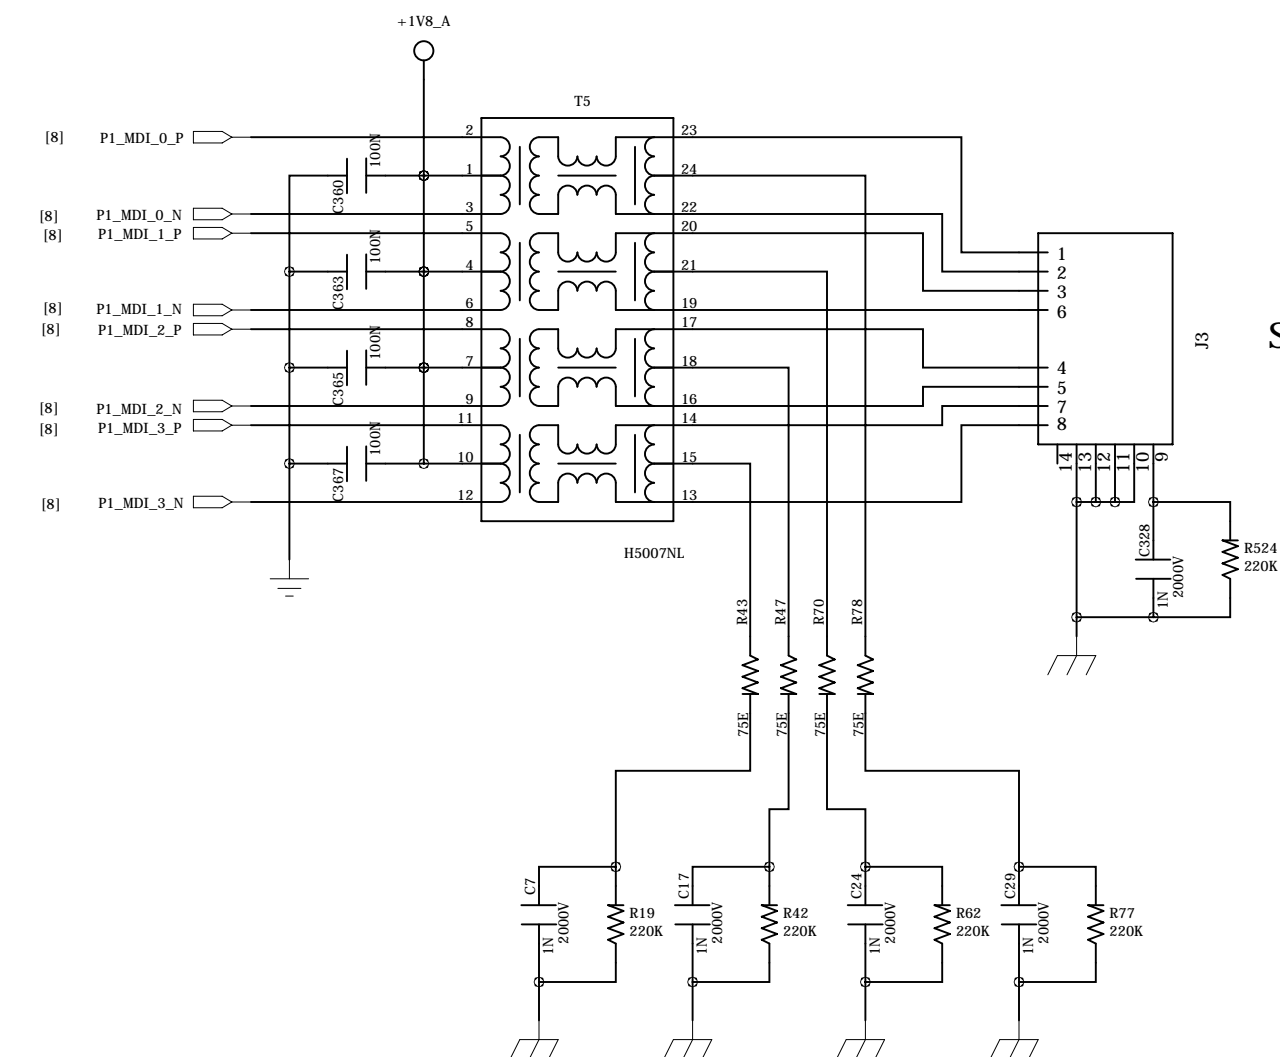 +1V8_A
T5
[8] P1_MDI_0_P
[8] P1_MDI_0_N
[8] P1_MDI_1_P
[8] P1_MDI_1_N
[8] P1_MDI_2_P
[8] P1_MDI_2_N
[8] P1_MDI_3_P
[8] P1_MDI_3_N
C360
100N
C363
100N
C365
100N
C367
100N
2
1
3
5
4
6
8
7
9
11
10
12
23
24
22
20
21
19
17
18
16
14
15
13
H5007NL
1
2
3
6
4
5
7
8
J3
S
14
13
12
11
10
9
C328
1N
2000V
R524
220K
R43
R47
R70
R78
75E
75E
75E
75E
C7
1N
2000V
R19
220K
C17
1N
2000V
R42
220K
C24
1N
2000V
R62
220K
C29
1N
2000V
R77
220K